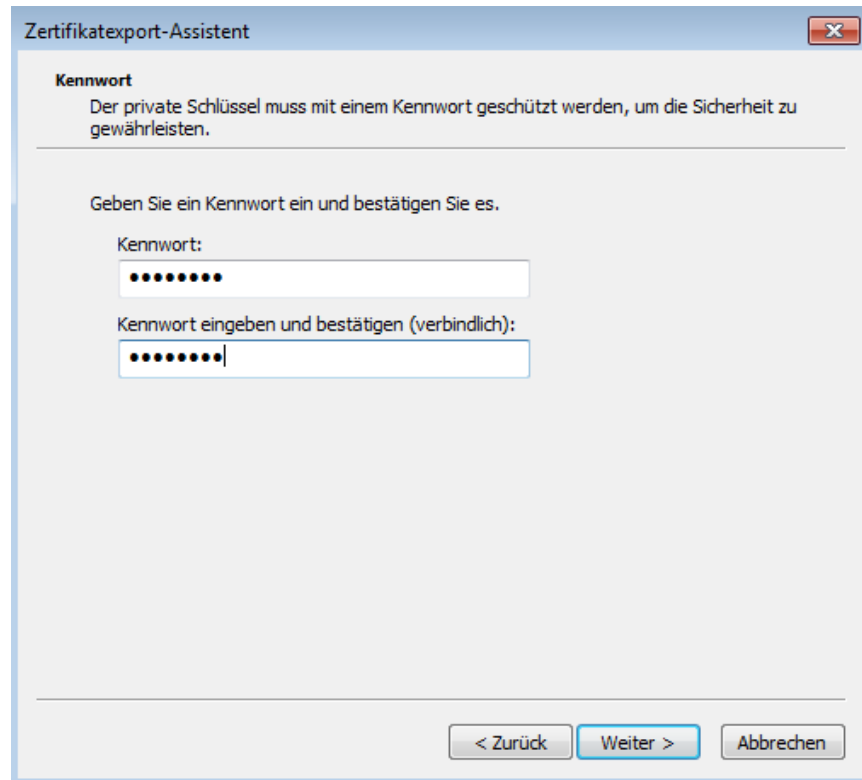 Zertifikatexport-Assistent
Kennwort
Der private Schlüssel muss mit einem Kennwort geschützt werden, um die Sicherheit zu
gewährleisten.
Geben Sie ein Kennwort ein und bestätigen Sie es.
Kennwort:
••••••••
Kennwort eingeben und bestätigen (verbindlich):
••••••••
< Zurück
Weiter >
Abbrechen